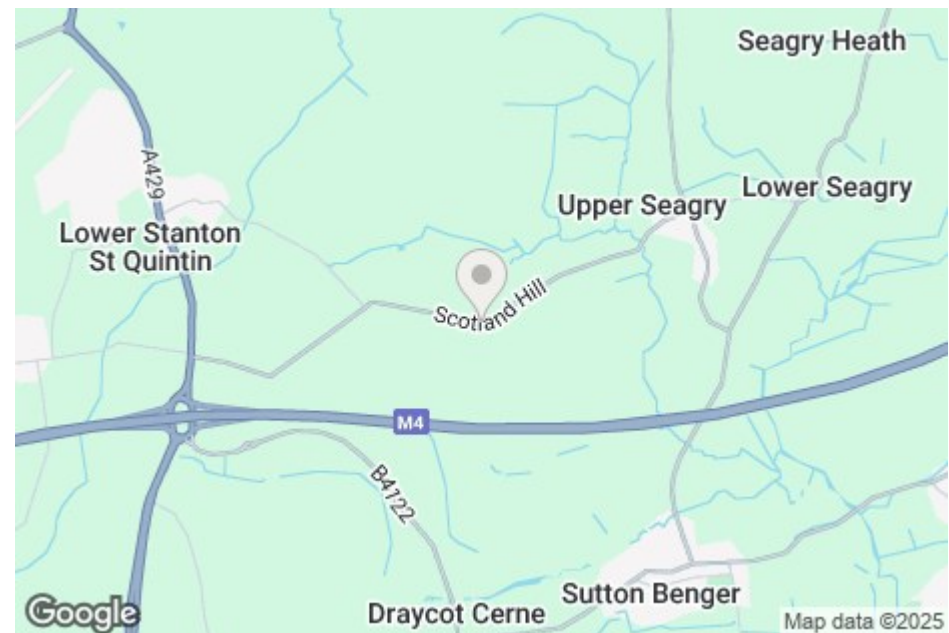 Seagry Heath
A429
Lower Seagry
Upper Seagry
Lower Stanton
St Quintin
Scotland Hill
M4
B4122
Sutton Benger
Draycot Cerne
Google
Map data ©2025